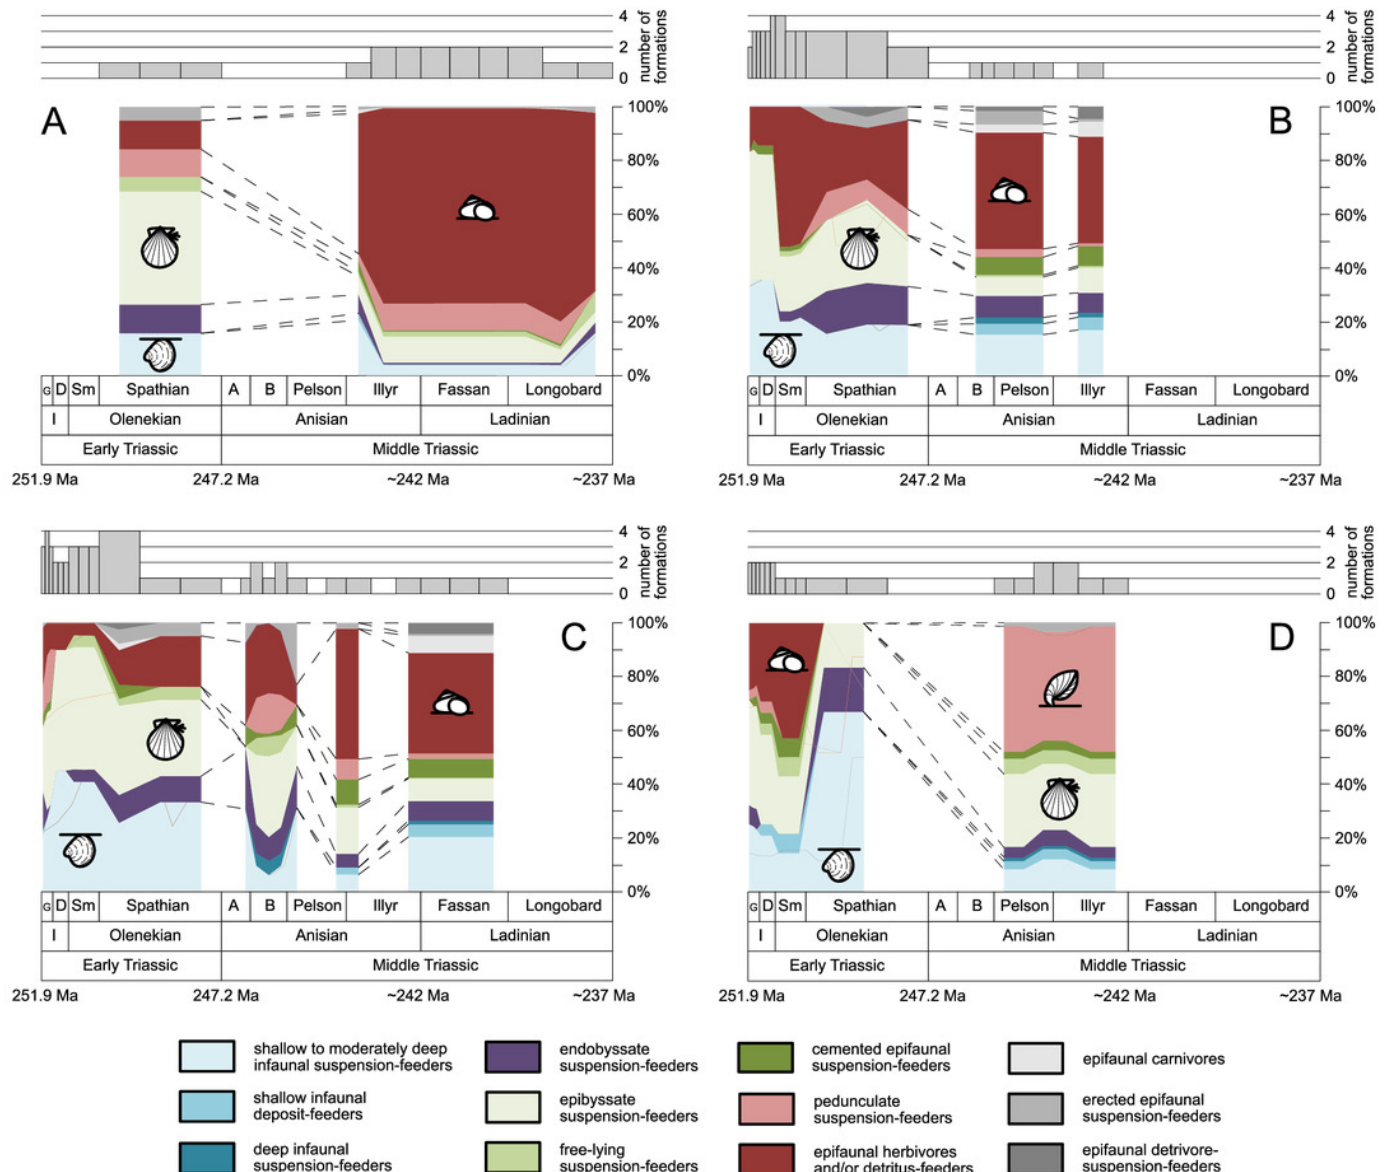 4
2
0
number of
formations
A
100%
80%
60%
40%
20%
0%
G D Sm Spathian A B Pelson Illyr Fassan Longobard
I Olenekian Anisian Ladinian
Early Triassic Middle Triassic
251.9 Ma 247.2 Ma ~242 Ma ~237 Ma
4
2
0
number of
formations
B
100%
80%
60%
40%
20%
0%
G D Sm Spathian A B Pelson Illyr Fassan Longobard
I Olenekian Anisian Ladinian
Early Triassic Middle Triassic
251.9 Ma 247.2 Ma ~242 Ma ~237 Ma
4
2
0
number of
formations
C
100%
80%
60%
40%
20%
0%
G D Sm Spathian A B Pelson Illyr Fassan Longobard
I Olenekian Anisian Ladinian
Early Triassic Middle Triassic
251.9 Ma 247.2 Ma ~242 Ma ~237 Ma
4
2
0
number of
formations
D
100%
80%
60%
40%
20%
0%
G D Sm Spathian A B Pelson Illyr Fassan Longobard
I Olenekian Anisian Ladinian
Early Triassic Middle Triassic
251.9 Ma 247.2 Ma ~242 Ma ~237 Ma
shallow to moderately deep
infaunal suspension-feeders
shallow infaunal
deposit-feeders
deep infaunal
suspension-feeders
endobyssate
suspension-feeders
epibyssate
suspension-feeders
free-lying
suspension-feeders
cemented epifaunal
suspension-feeders
pedunculate
suspension-feeders
epifaunal herbivores
and/or detritus-feeders
epifaunal carnivores
erected epifaunal
suspension-feeders
epifaunal detrivore-
suspension-feeders